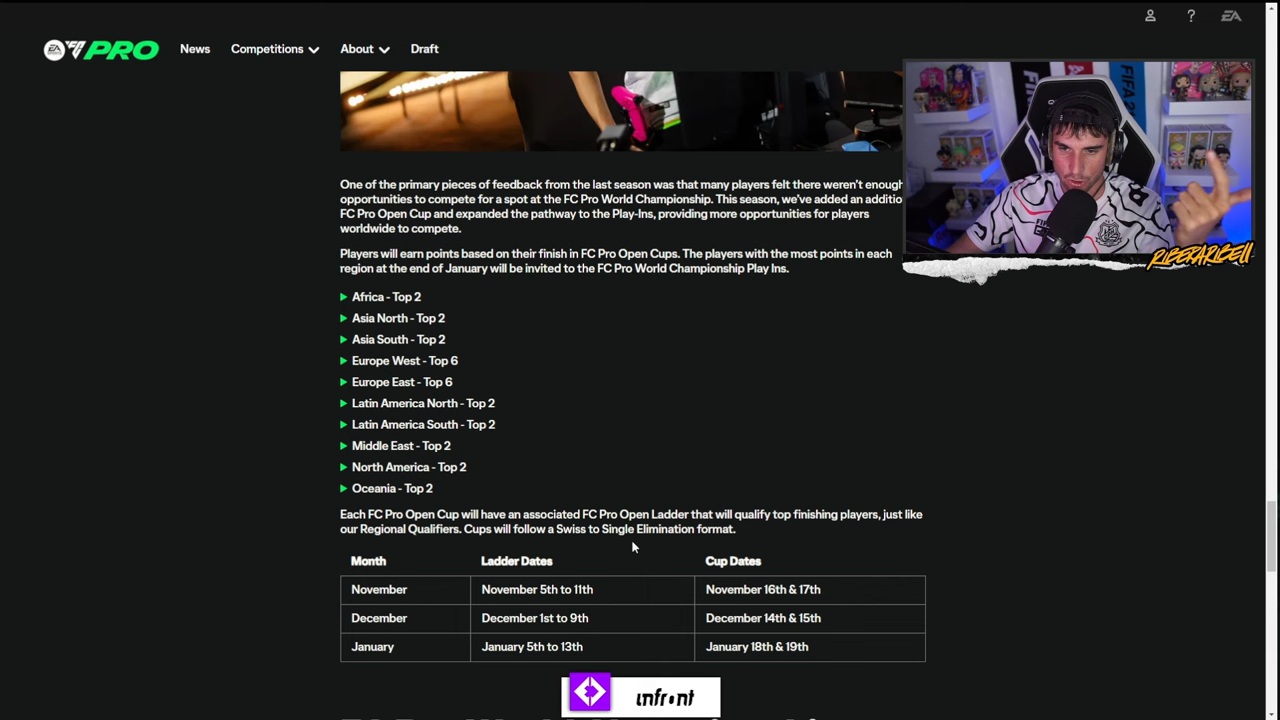 EA SPORTS FC PRO
News
Competitions
About
Draft
?
EA
One of the primary pieces of feedback from the last season was that many players felt there weren't enough
opportunities to compete for a spot at the FC Pro World Championship. This season, we've added an additio
FC Pro Open Cup and expanded the pathway to the Play-Ins, providing more opportunities for players
worldwide to compete.
Players will earn points based on their finish in FC Pro Open Cups. The players with the most points in each
region at the end of January will be invited to the FC Pro World Championship Play Ins.
RIBERARIBELL
Africa - Top 2
Asia North - Top 2
Asia South - Top 2
Europe West - Top 6
Europe East - Top 6
Latin America North - Top 2
Latin America South - Top 2
Middle East - Top 2
North America - Top 2
Oceania - Top 2
Each FC Pro Open Cup will have an associated FC Pro Open Ladder that will qualify top finishing players, just like
our Regional Qualifiers. Cups will follow a Swiss to Single Elimination format.
Month Ladder Dates Cup Dates
November November 5th to 11th November 16th & 17th
December December 1st to 9th December 14th & 15th
January January 5th to 13th January 18th & 19th
infront